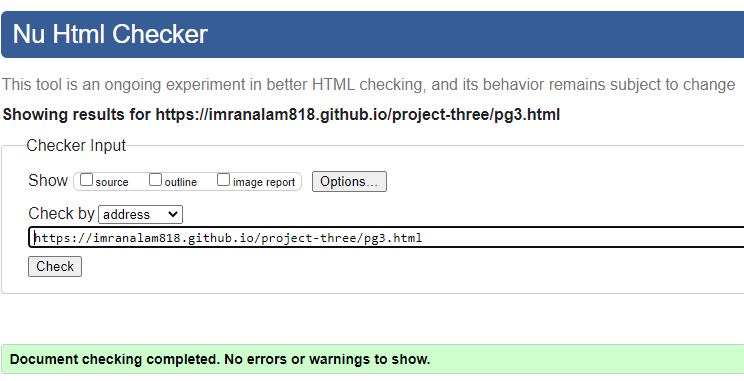 Nu Html Checker
This tool is an ongoing experiment in better HTML checking, and its behavior remains subject to change
Showing results for https://imranalam818.github.io/project-three/pg3.html
Checker Input
Show source outline image report Options...
Check by address
https://imranalam818.github.io/project-three/pg3.html
Check
Document checking completed. No errors or warnings to show.